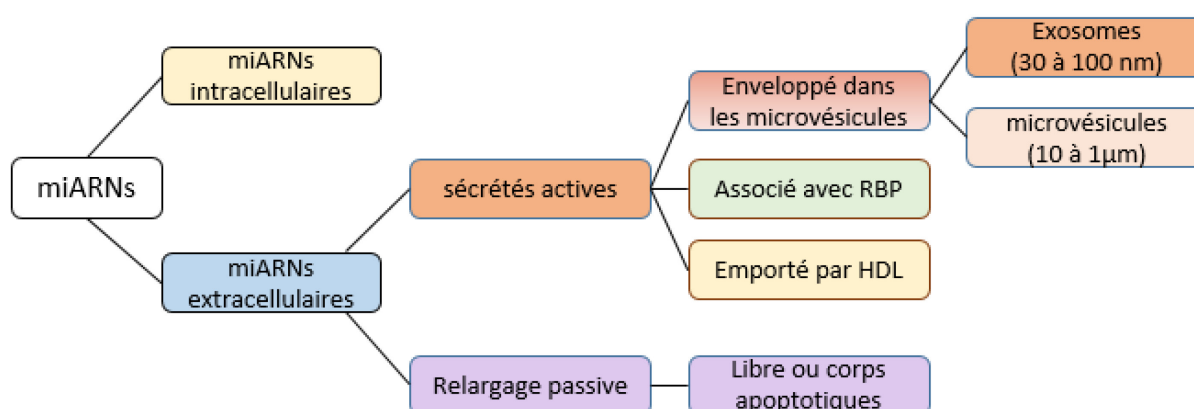 miARNs
miARNs
intracellulaires
miARNs
extracellulaires
sécrétés actives
Relargage passive
Enveloppé dans
les microvésicules
Associé avec RBP
Emporté par HDL
Libre ou corps
apoptotiques
Exosomes
(30 à 100 nm)
microvésicules
(10 à 1µm)